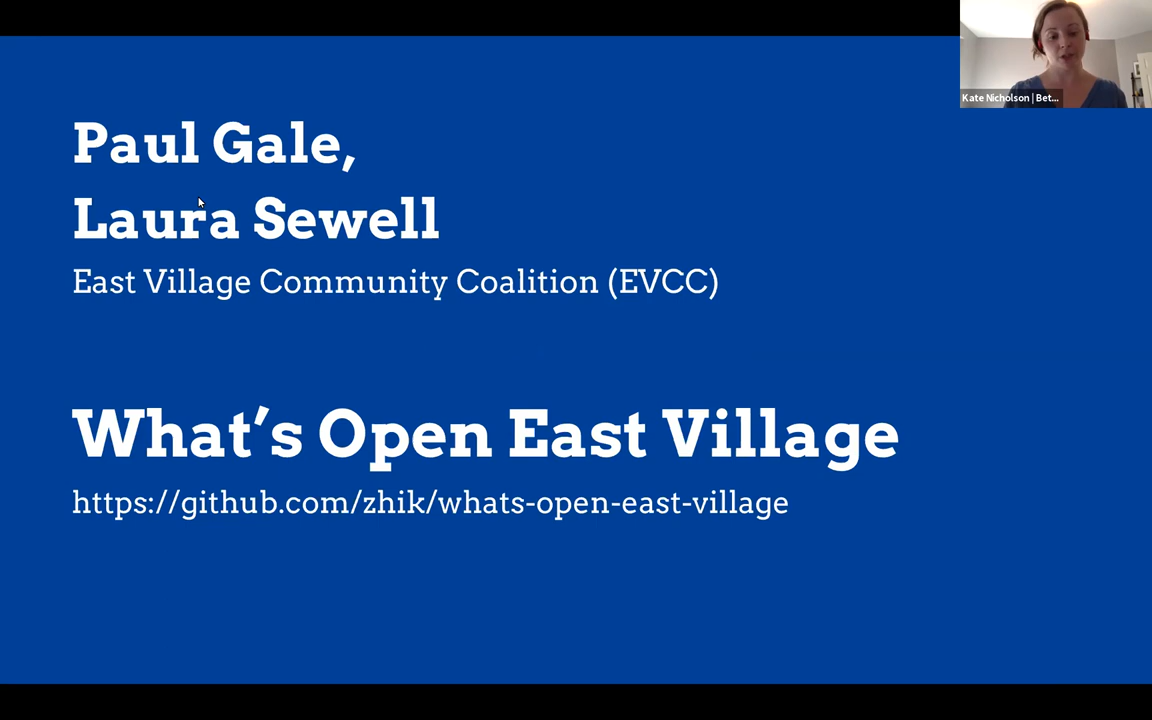 Kate Nicholson | Bet...
Paul Gale,
Laura Sewell
East Village Community Coalition (EVCC)
What’s Open East Village
https://github.com/zhik/whats-open-east-village